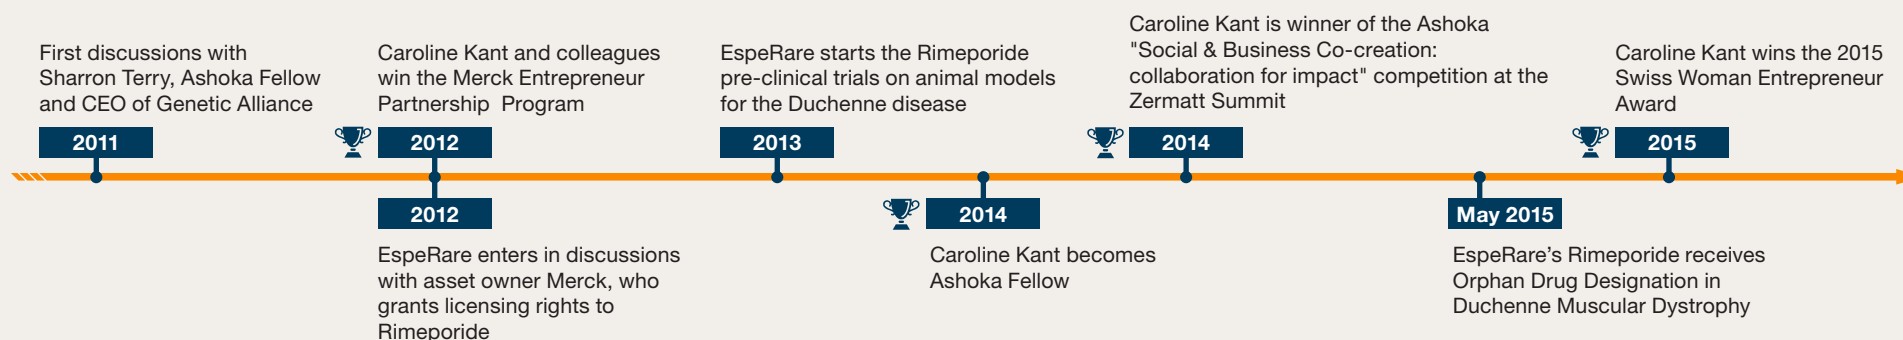 First discussions with
Sharron Terry, Ashoka Fellow
and CEO of Genetic Alliance
2011
Caroline Kant and colleagues
win the Merck Entrepreneur
Partnership  Program
2012
2012
EspeRare enters in discussions
with asset owner Merck, who
grants licensing rights to
Rimeporide
EspeRare starts the Rimeporide
pre-clinical trials on animal models
for the Duchenne disease
2013
2014
Caroline Kant becomes
Ashoka Fellow
Caroline Kant is winner of the Ashoka
"Social & Business Co-creation:
collaboration for impact" competition at the
Zermatt Summit
2014
May 2015
EspeRare’s Rimeporide receives
Orphan Drug Designation in
Duchenne Muscular Dystrophy
Caroline Kant wins the 2015
Swiss Woman Entrepreneur
Award
2015